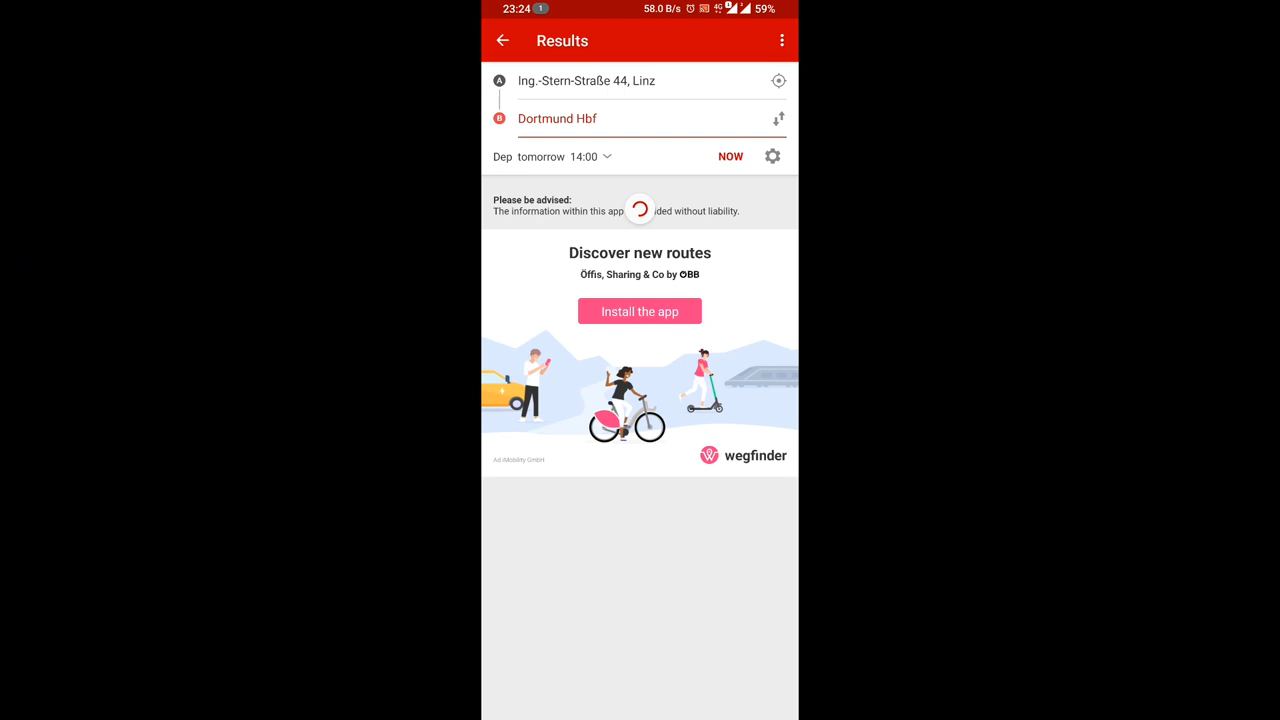 23:24 1 58.0 B/s 4G 59%
Results
A Ing.-Stern-Straße 44, Linz
B Dortmund Hbf
Dep tomorrow 14:00 NOW
Please be advised:
The information within this app ded without liability.
Discover new routes
Öffis, Sharing & Co by ÖBB
Install the app
wegfinder
Ad iMobility GmbH